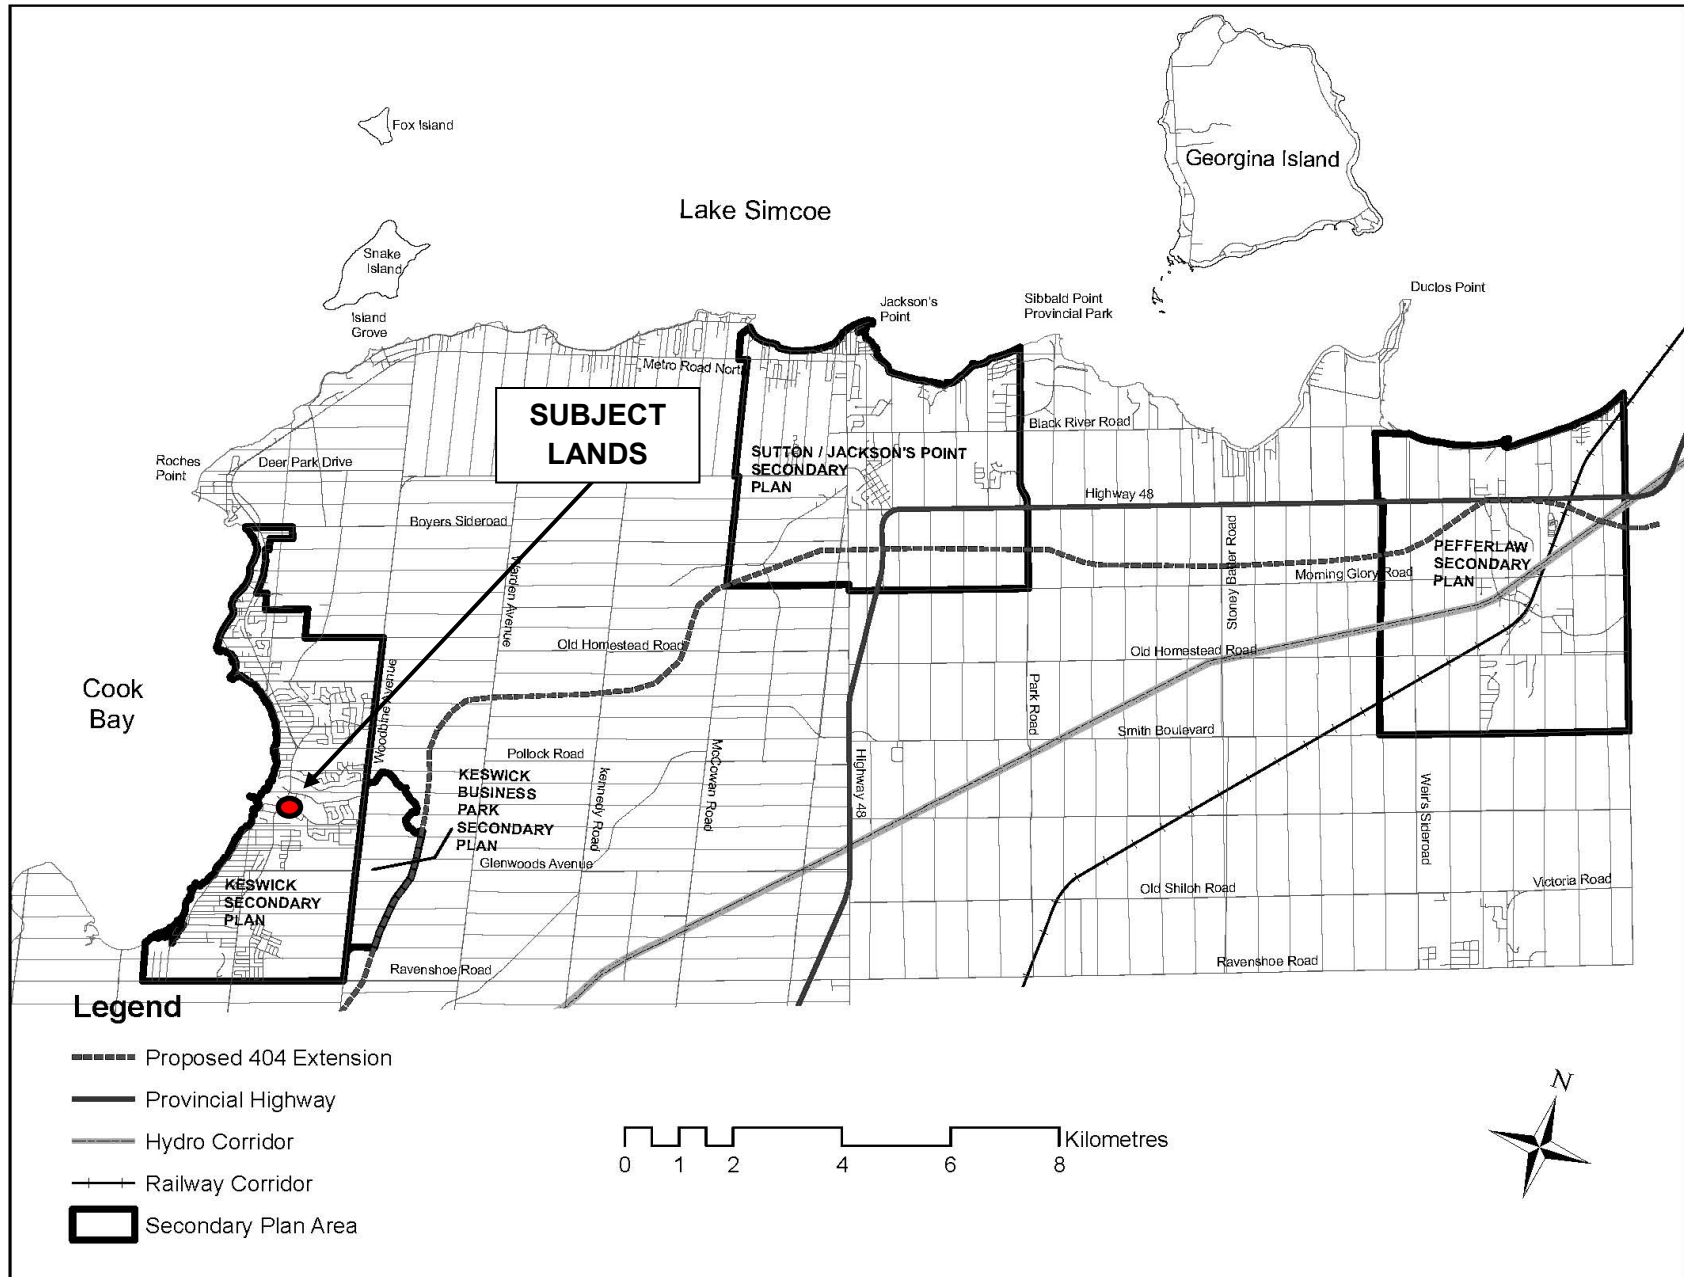 Fox Island
Georgina Island
Lake Simcoe
Snake
Island
Island
Grove
Duclos Point
Jackson's
Point
Sibbald Point
Provincial Park
Metro Road North
SUBJECT
LANDS
Black River Road
Roches
Point
Deer Park Drive
SUTTON / JACKSON'S POINT
SECONDARY
PLAN
Highway 48
Boyers Sideroad
Warden Avenue
Stoney Batter Road
PEFFERLAW
SECONDARY
PLAN
Morning Glory Road
Old Homestead Road
Old Homestead Road
Woodbine Avenue
Cook
Bay
Park Road
Smith Boulevard
Pollock Road
McCowan Road
Highway 48
kennedy Road
KESWICK
BUSINESS
PARK
SECONDARY
PLAN
Weir's Sideroad
Glenwoods Avenue
KESWICK
SECONDARY
PLAN
Old Shiloh Road
Victoria Road
Ravenshoe Road
Ravenshoe Road
Legend
Proposed 404 Extension
Provincial Highway
Hydro Corridor
Railway Corridor
Secondary Plan Area
Kilometres
0 1 2 4 6 8
N